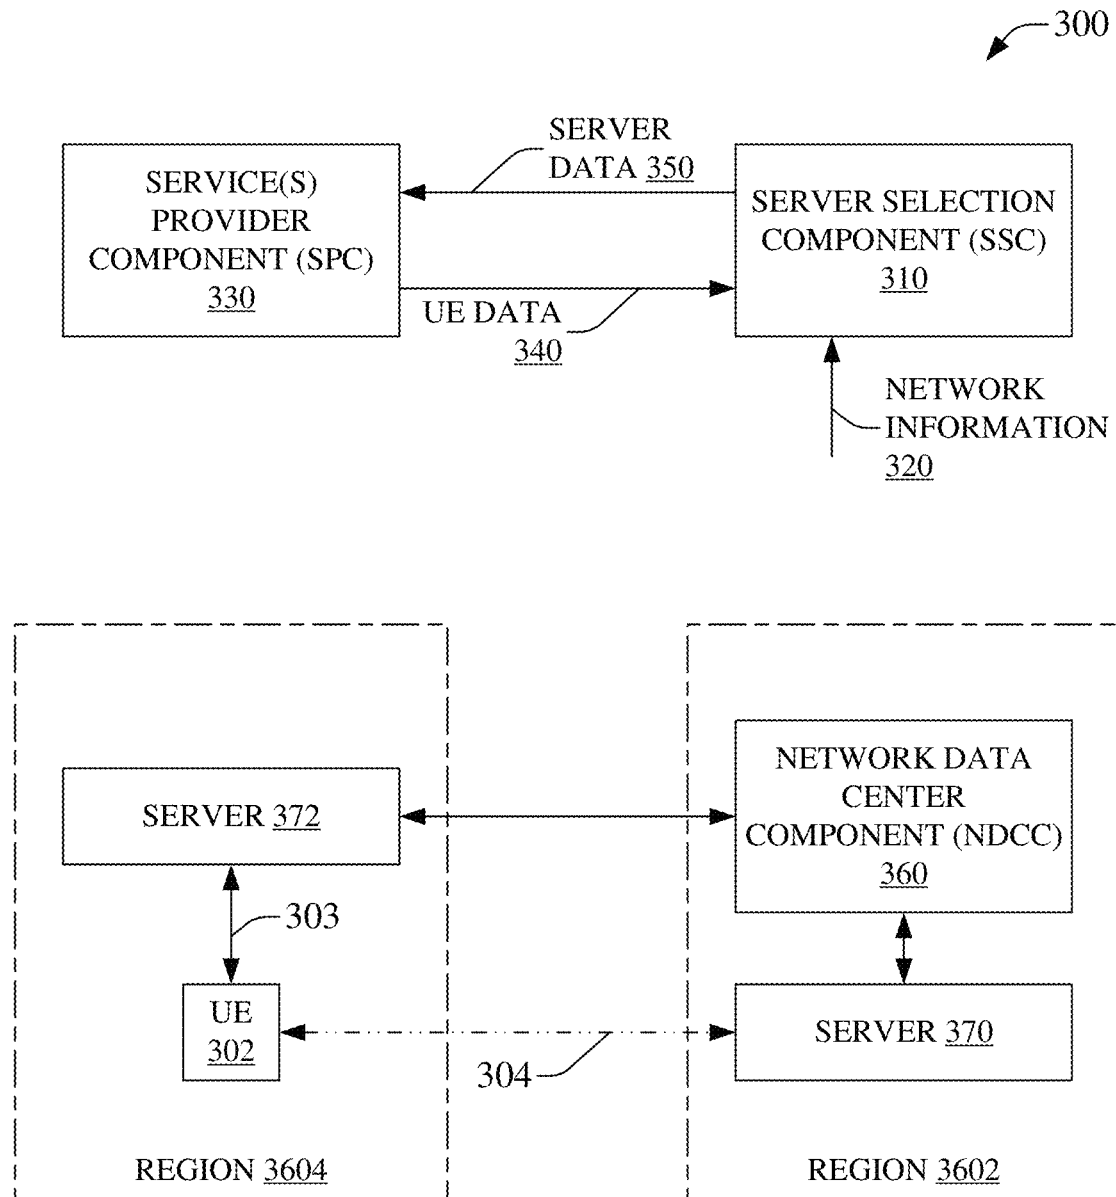 300
SERVER
DATA 350
SERVICE(S)
PROVIDER
COMPONENT (SPC)
330
SERVER SELECTION
COMPONENT (SSC)
310
UE DATA
340
NETWORK
INFORMATION
320
SERVER 372
NETWORK DATA
CENTER
COMPONENT (NDCC)
360
303
UE
302
304
SERVER 370
REGION 3604
REGION 3602